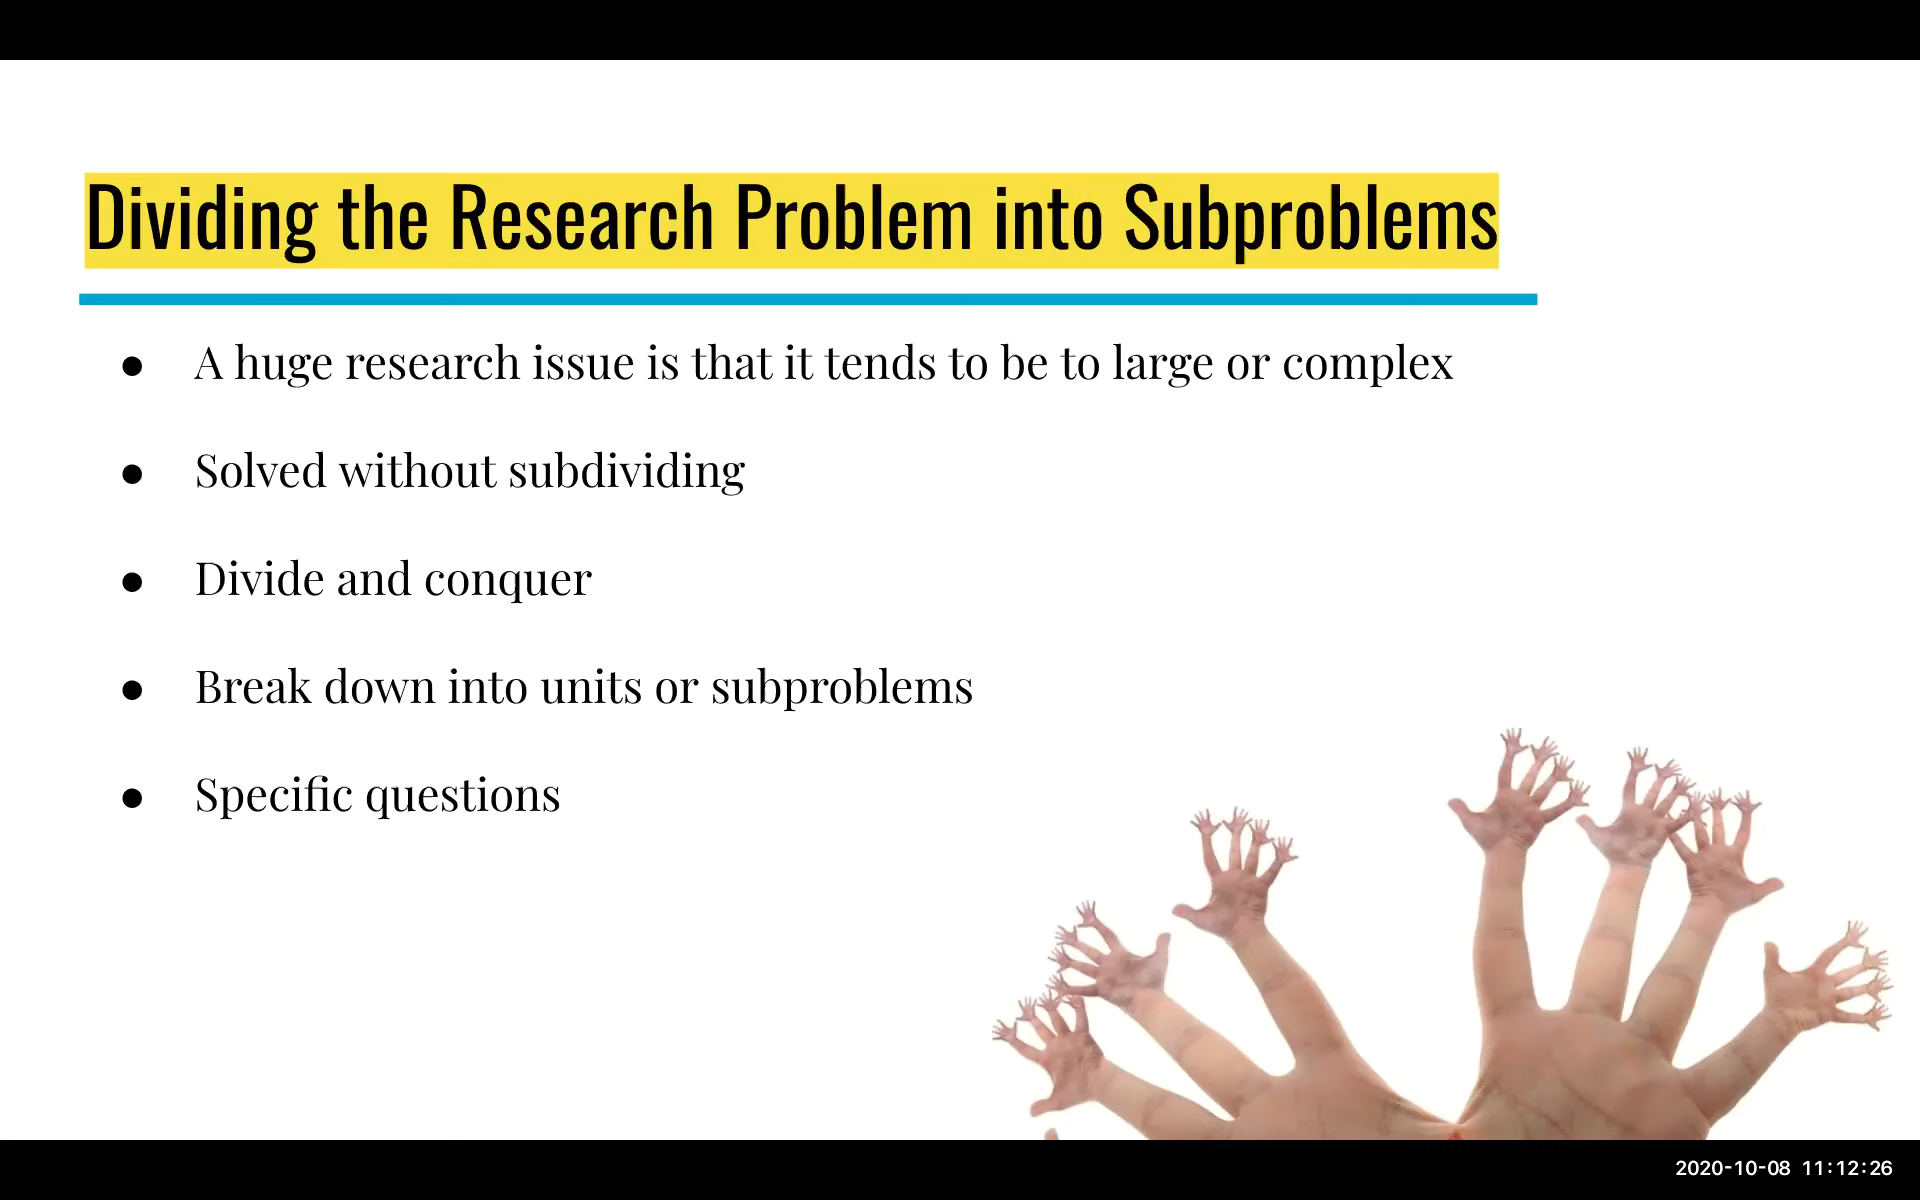 Dividing the Research Problem into Subproblems
● A huge research issue is that it tends to be to large or complex
● Solved without subdividing
● Divide and conquer
● Break down into units or subproblems
● Specific questions
2020-10-08 11:12:26